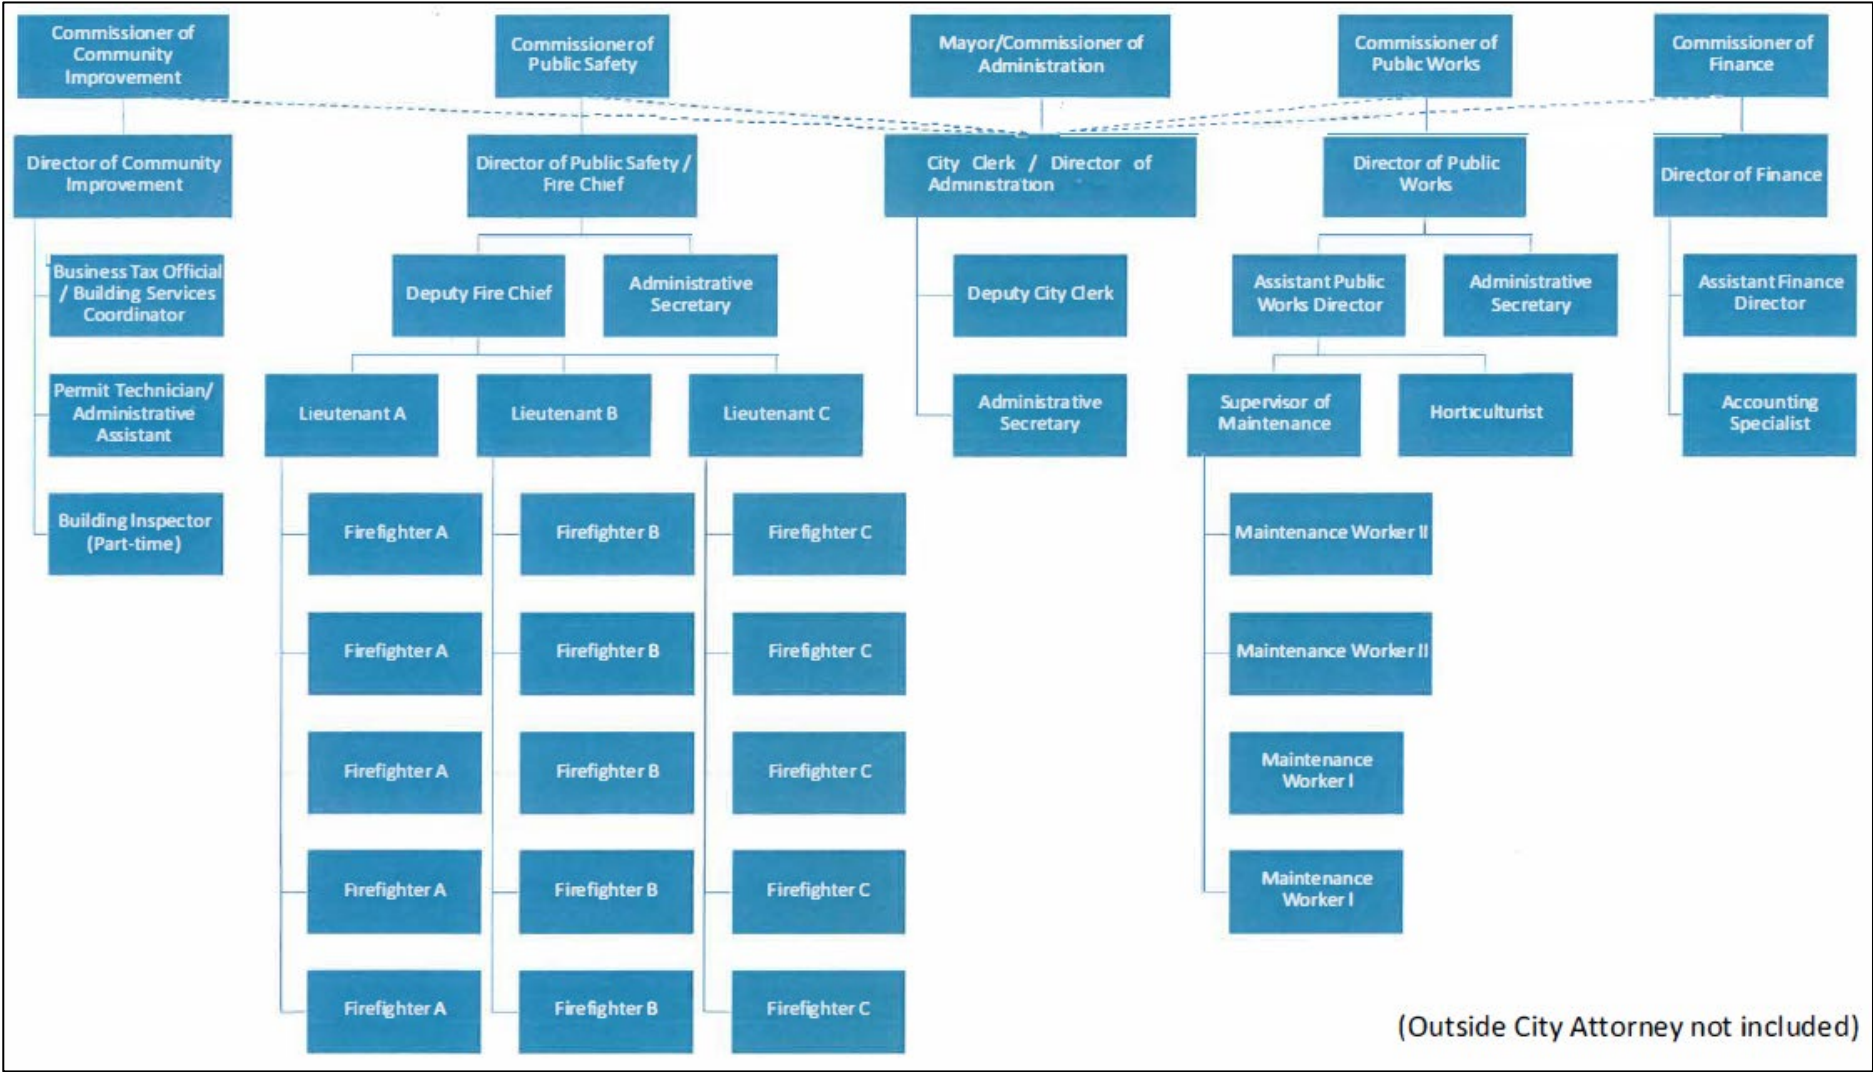 Commissioner of
Community
Improvement
Commissioner of
Public Safety
Mayor/Commissioner of
Administration
Commissioner of
Public Works
Commissioner of
Finance
Director of Community
Improvement
Director of Public Safety /
Fire Chief
City Clerk / Director of
Administration
Director of Public
Works
Director of Finance
Business Tax Official
/ Building Services
Coordinator
Deputy Fire Chief
Administrative
Secretary
Deputy City Clerk
Assistant Public
Works Director
Administrative
Secretary
Assistant Finance
Director
Permit Technician/
Administrative
Assistant
Lieutenant A
Lieutenant B
Lieutenant C
Administrative
Secretary
Supervisor of
Maintenance
Horticulturist
Accounting
Specialist
Building Inspector
(Part-time)
Firefighter A
Firefighter B
Firefighter C
Maintenance Worker II
Firefighter A
Firefighter B
Firefighter C
Maintenance Worker II
Firefighter A
Firefighter B
Firefighter C
Maintenance
Worker I
Firefighter A
Firefighter B
Firefighter C
Maintenance
Worker I
Firefighter A
Firefighter B
Firefighter C
(Outside City Attorney not included)